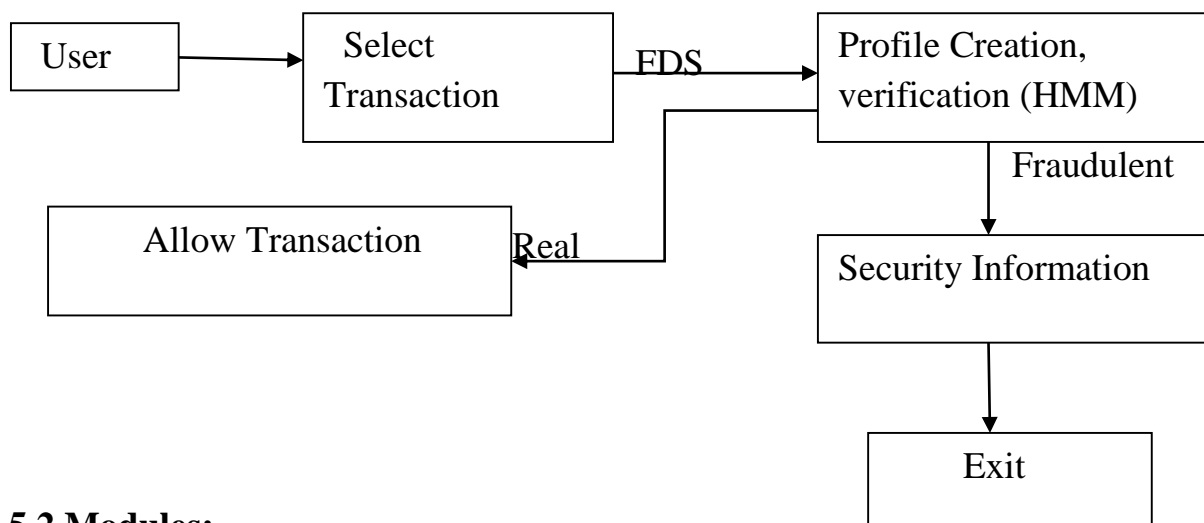 User
Select
Transaction
FDS
Profile Creation,
verification (HMM)
Fraudulent
Allow Transaction
Real
Security Information
Exit
5.2 Modules: